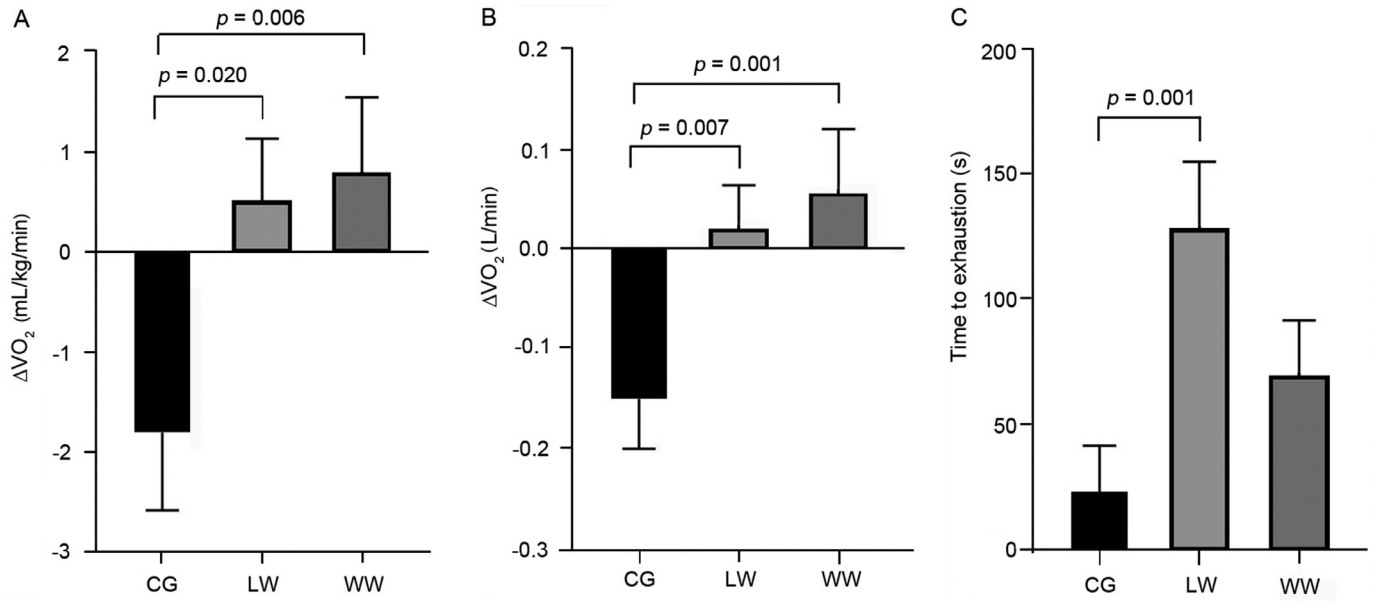 A
p = 0.006
p = 0.020
2
1
0
-1
-2
-3
ΔVO2 (mL/kg/min)
CG LW WW
B
p = 0.001
p = 0.007
0.2
0.1
0.0
-0.1
-0.2
-0.3
ΔVO2 (L/min)
CG LW WW
C
p = 0.001
200
150
100
50
0
Time to exhaustion (s)
CG LW WW